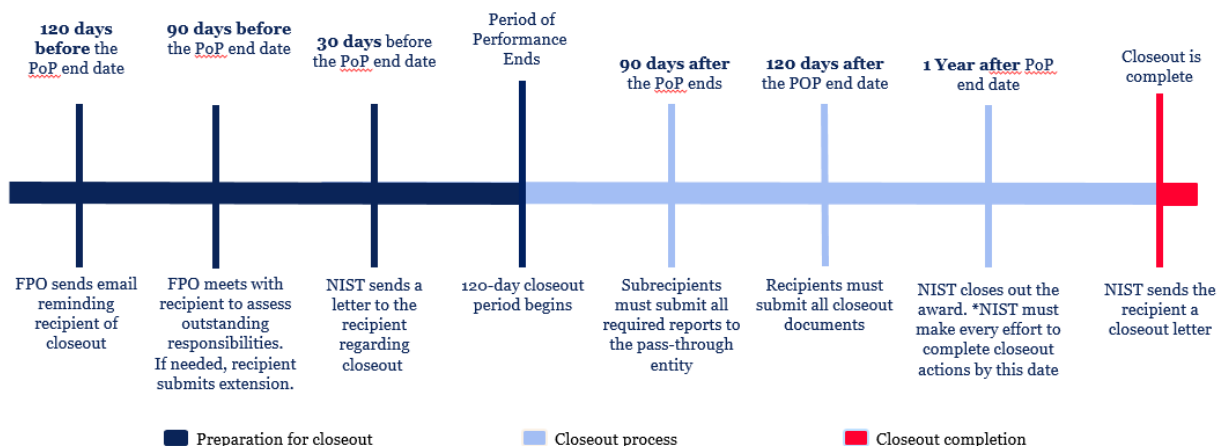 120 days
before the
PoP end date
90 days before
the PoP end date
30 days before
the PoP end date
Period of
Performance
Ends
90 days after
the PoP ends
120 days after
the POP end date
1 Year after PoP
end date
Closeout is
complete
FPO sends email
reminding
recipient of
closeout
FPO meets with
recipient to assess
outstanding
responsibilities.
If needed, recipient
submits extension.
NIST sends a
letter to the
recipient
regarding
closeout
120-day closeout
period begins
Subrecipients
must submit all
required reports to
the pass-through
entity
Recipients must
submit all closeout
documents
NIST closes out the
award. *NIST must
make every effort to
complete closeout
actions by this date
NIST sends the
recipient a
closeout letter
Preparation for closeout
Closeout process
Closeout completion